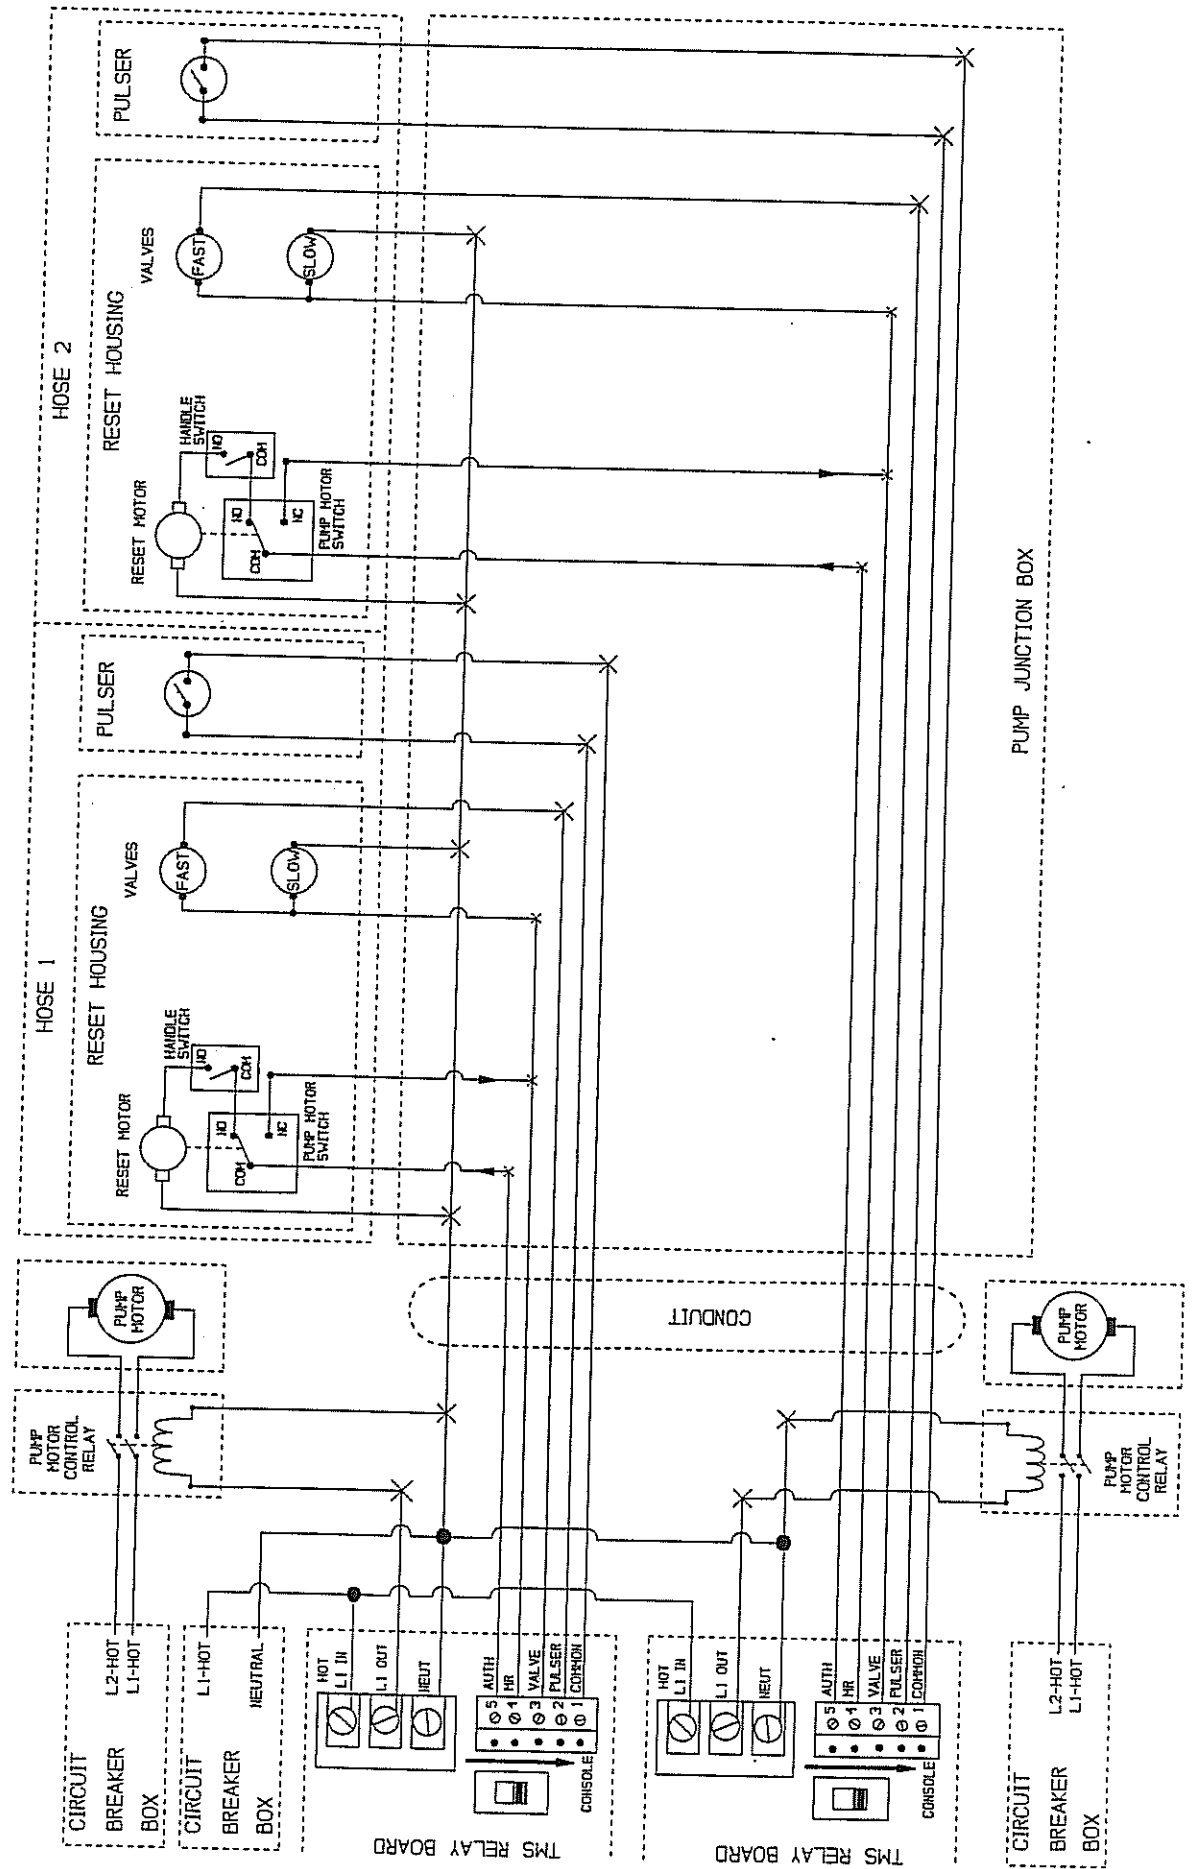 HOSE 1
HOSE 2
RESET HOUSING
PULSER
RESET HOUSING
PULSER
RESET MOTOR
HANDLE
SWITCH
NO
COM
NO
COM
NC
PUMP MOTOR
SWITCH
VALVES
FAST
SLOW
RESET MOTOR
HANDLE
SWITCH
NO
COM
NO
COM
NC
PUMP MOTOR
SWITCH
VALVES
FAST
SLOW
PUMP
MOTOR
PUMP
MOTOR
CONTROL
RELAY
CIRCUIT
BREAKER
BOX
L2-HOT
L1-HOT
CIRCUIT
BREAKER
BOX
L1-HOT
NEUTRAL
HOT
L1 IN
L1 OUT
NEUT
5 AUTH
4 MR
3 VALVE
2 PULSER
1 COMMON
CONSOLE
TMS RELAY BOARD
CONDUIT
PUMP JUNCTION BOX
HOT
L1 IN
L1 OUT
NEUT
5 AUTH
4 MR
3 VALVE
2 PULSER
1 COMMON
CONSOLE
TMS RELAY BOARD
PUMP
MOTOR
PUMP
MOTOR
CONTROL
RELAY
CIRCUIT
BREAKER
BOX
L2-HOT
L1-HOT